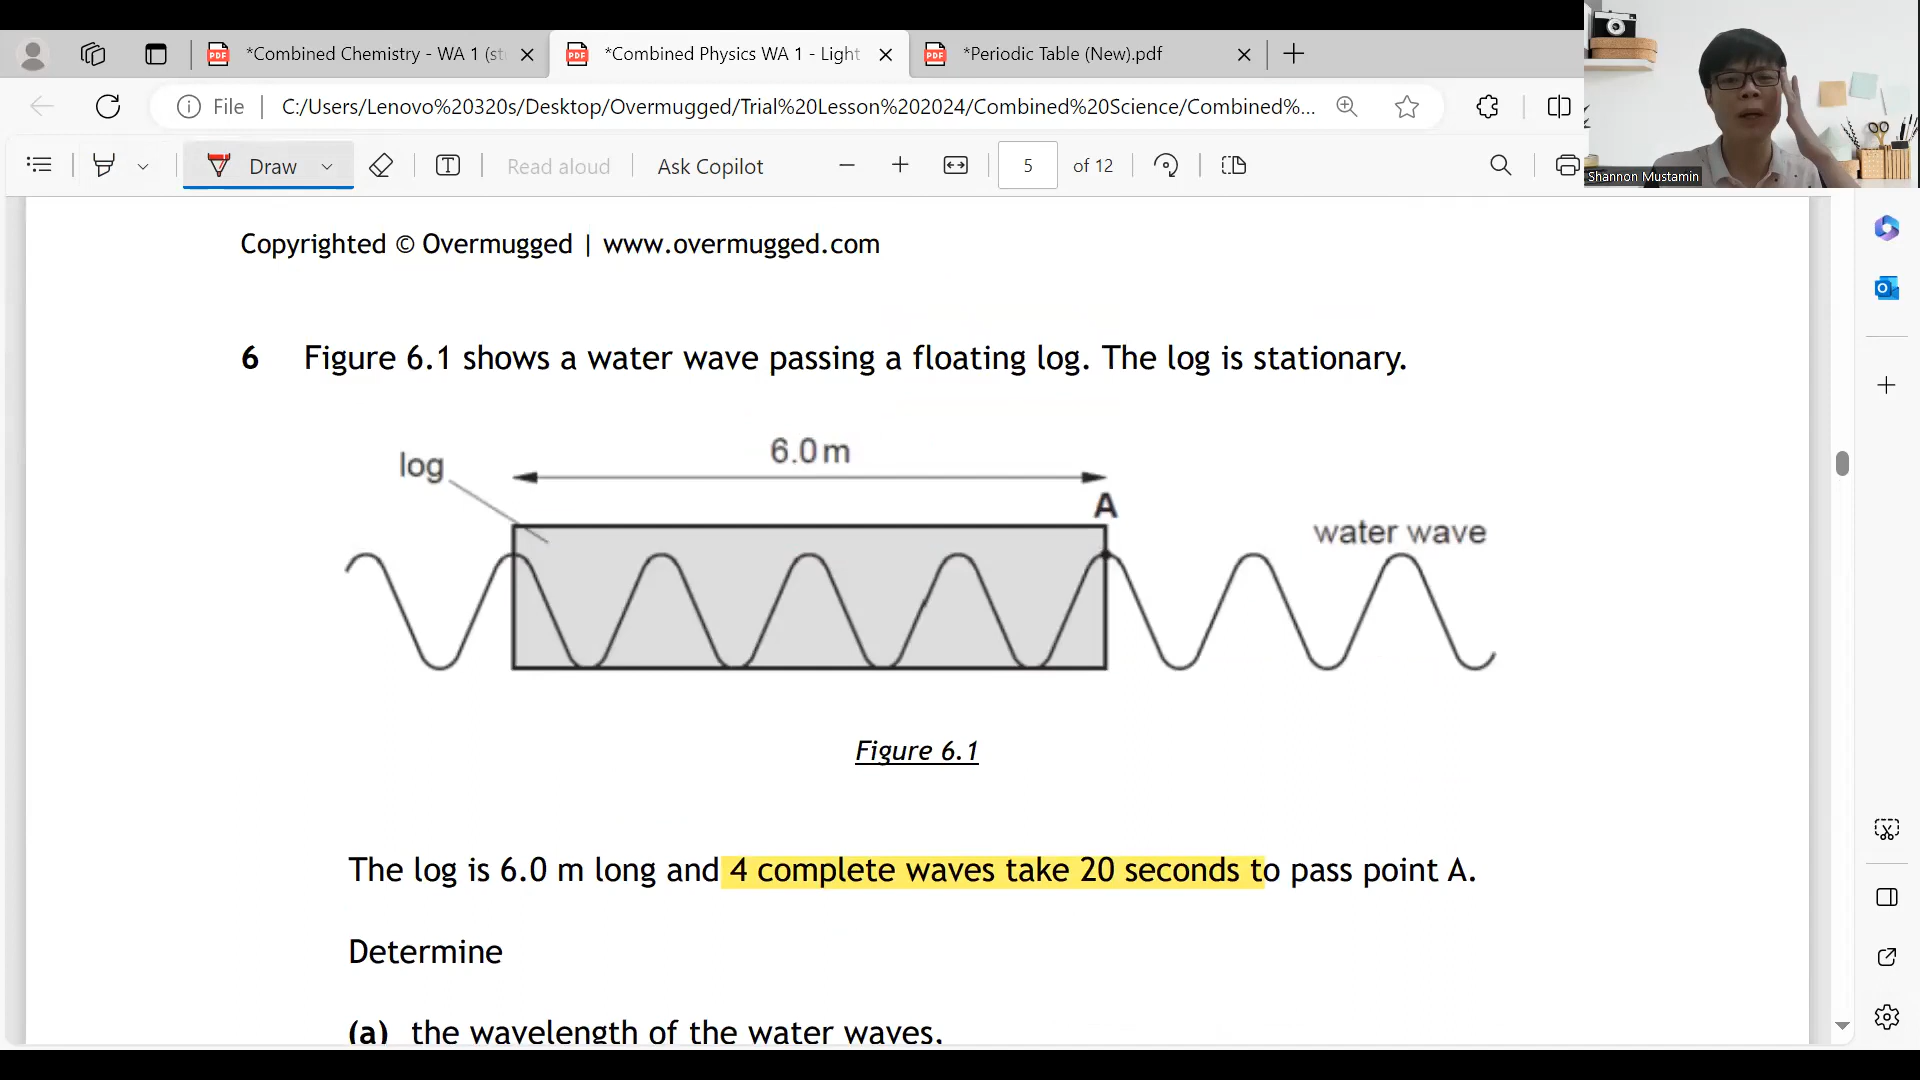 *Combined Chemistry - WA 1 (st
*Combined Physics WA 1 - Light
*Periodic Table (New).pdf
File
C:/Users/Lenovo%20320s/Desktop/Overmugged/Trial%20Lesson%202024/Combined%20Science/Combined%...
Draw
Read aloud
Ask Copilot
5
of 12
Shannon Mustamin
Copyrighted © Overmugged | www.overmugged.com
6 Figure 6.1 shows a water wave passing a floating log. The log is stationary.
6.0 m
log
A
water wave
Figure 6.1
The log is 6.0 m long and 4 complete waves take 20 seconds to pass point A.
Determine
(a) the wavelength of the water waves,